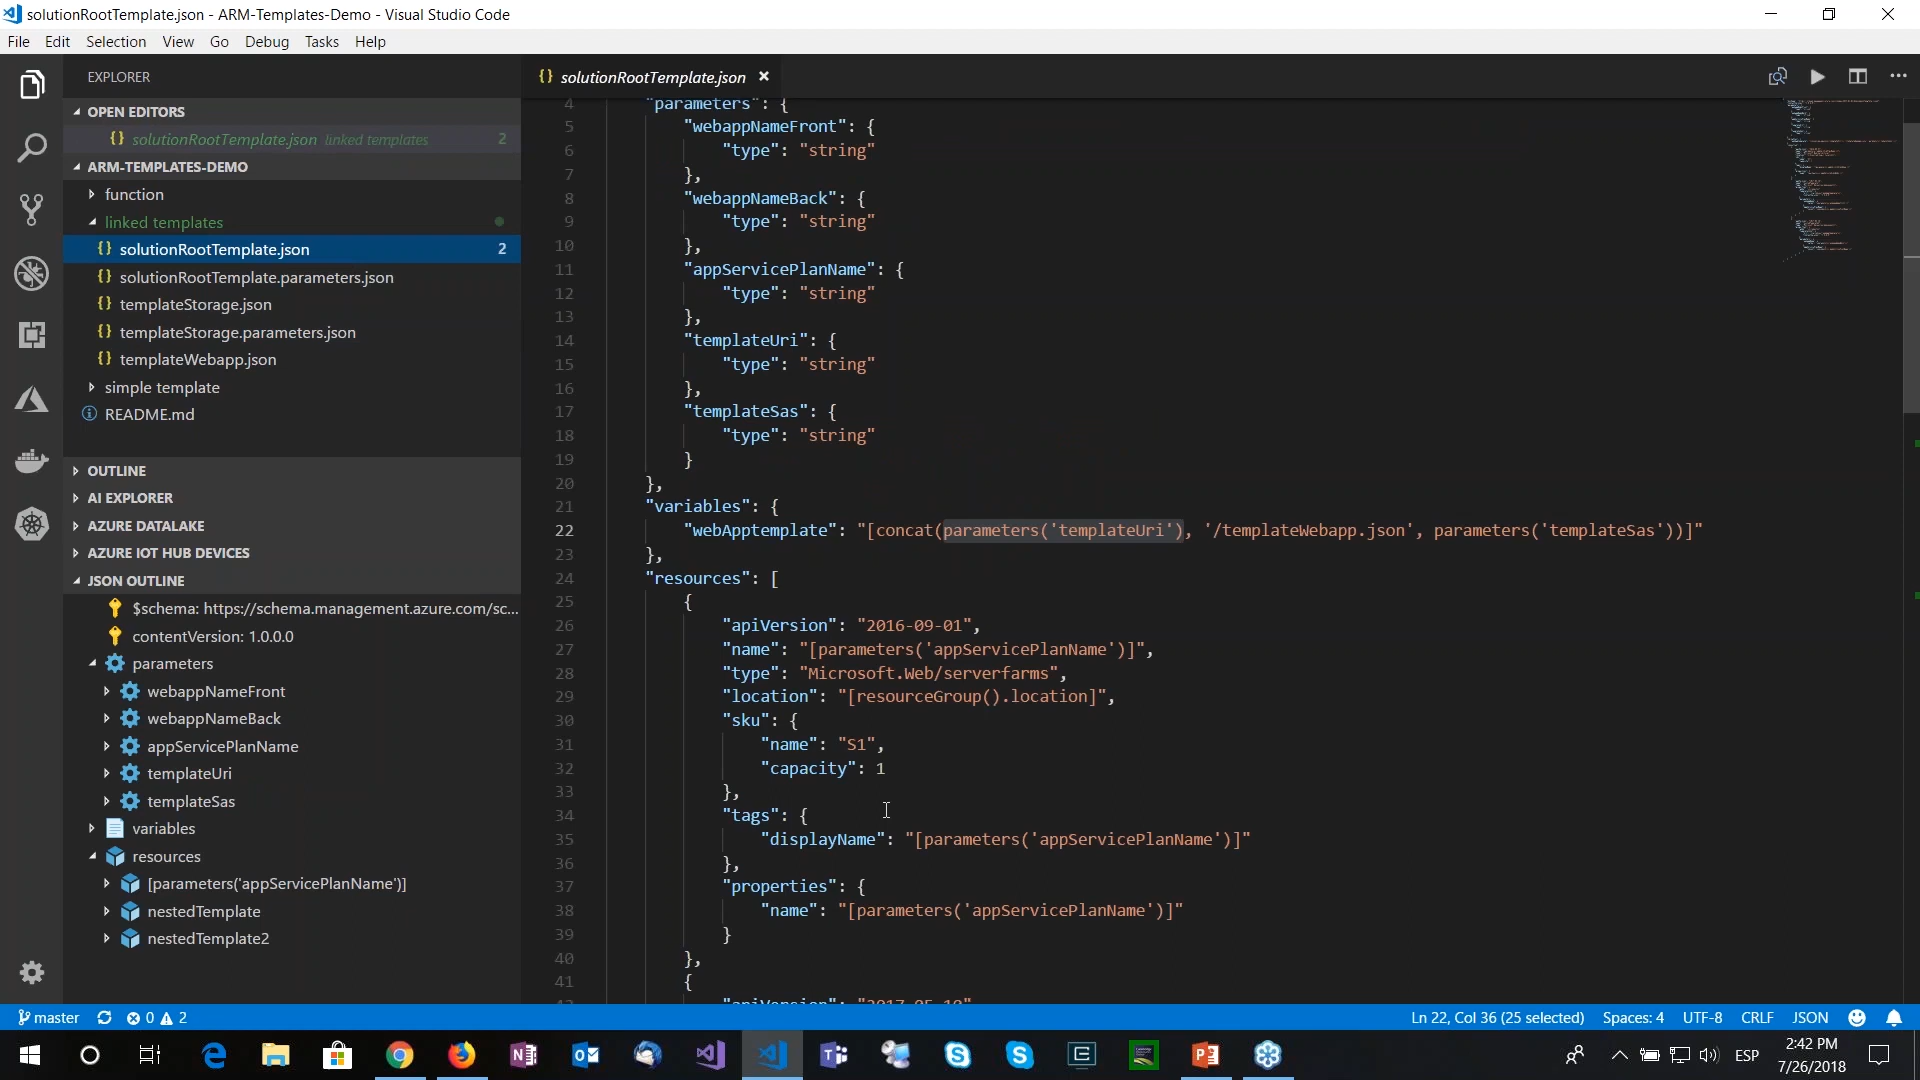 solutionRootTemplate.json - ARM-Templates-Demo - Visual Studio Code
File Edit Selection View Go Debug Tasks Help
EXPLORER
OPEN EDITORS
{} solutionRootTemplate.json linked templates 2
ARM-TEMPLATES-DEMO
function
linked templates
{} solutionRootTemplate.json 2
{} solutionRootTemplate.parameters.json
{} templateStorage.json
{} templateStorage.parameters.json
{} templateWebapp.json
simple template
README.md
OUTLINE
AI EXPLORER
AZURE DATALAKE
AZURE IOT HUB DEVICES
JSON OUTLINE
$schema: https://schema.management.azure.com/sc...
contentVersion: 1.0.0.0
parameters
webappNameFront
webappNameBack
appServicePlanName
templateUri
templateSas
variables
resources
[parameters('appServicePlanName')]
nestedTemplate
nestedTemplate2
{} solutionRootTemplate.json
4 "parameters": {
5 "webappNameFront": {
6 "type": "string"
7 },
8 "webappNameBack": {
9 "type": "string"
10 },
11 "appServicePlanName": {
12 "type": "string"
13 },
14 "templateUri": {
15 "type": "string"
16 },
17 "templateSas": {
18 "type": "string"
19 }
20 },
21 "variables": {
22 "webApptemplate": "[concat(parameters('templateUri'), '/templateWebapp.json', parameters('templateSas'))]"
23 },
24 "resources": [
25 {
26 "apiVersion": "2016-09-01",
27 "name": "[parameters('appServicePlanName')]",
28 "type": "Microsoft.Web/serverfarms",
29 "location": "[resourceGroup().location]",
30 "sku": {
31 "name": "S1",
32 "capacity": 1
33 },
34 "tags": {
35 "displayName": "[parameters('appServicePlanName')]"
36 },
37 "properties": {
38 "name": "[parameters('appServicePlanName')]"
39 }
40 },
41 {
42 "apiVersion": "2017-05-10"
master 0 2
Ln 22, Col 36 (25 selected) Spaces: 4 UTF-8 CRLF JSON
ESP
2:42 PM
7/26/2018